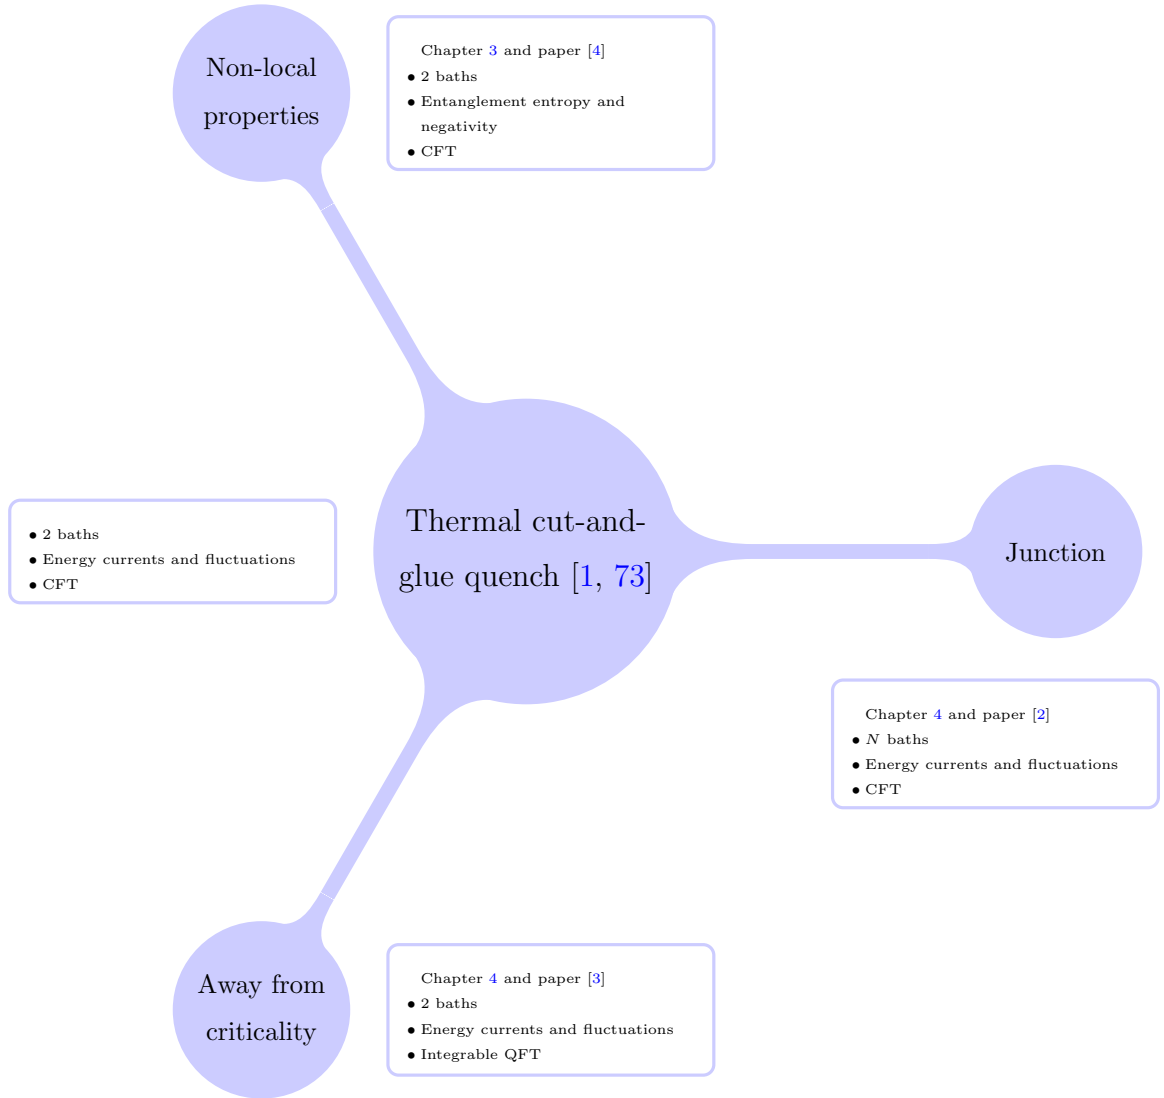 Non-local
properties
Chapter 3 and paper [4]
• 2 baths
• Entanglement entropy and
negativity
• CFT
Thermal cut-and-
glue quench [1, 73]
• 2 baths
• Energy currents and fluctuations
• CFT
Junction
Chapter 4 and paper [2]
• N baths
• Energy currents and fluctuations
• CFT
Away from
criticality
Chapter 4 and paper [3]
• 2 baths
• Energy currents and fluctuations
• Integrable QFT